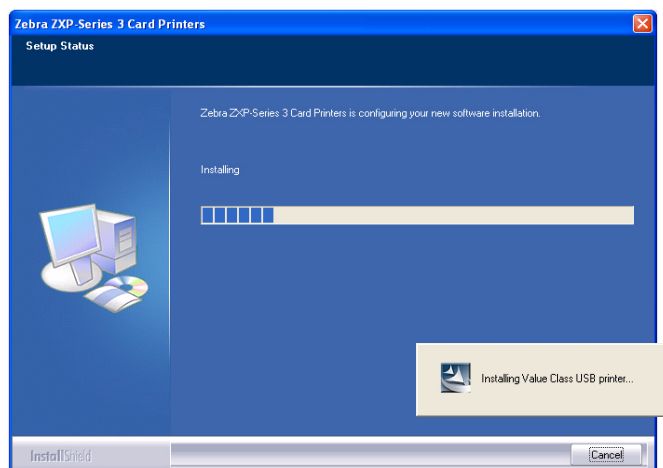 Zebra ZXP-Series 3 Card Printers
Setup Status
Zebra ZXP-Series 3 Card Printers is configuring your new software installation.
Installing
Installing Value Class USB printer...
InstallShield
Cancel